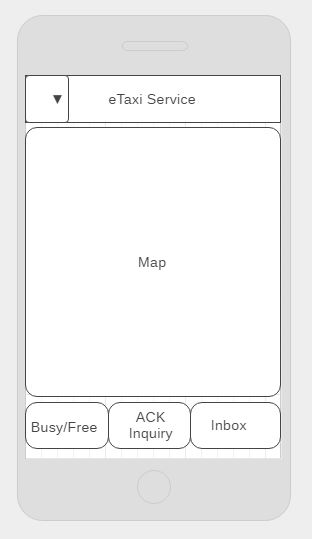 ▼ eTaxi Service
Map
Busy/Free
ACK
Inquiry
Inbox